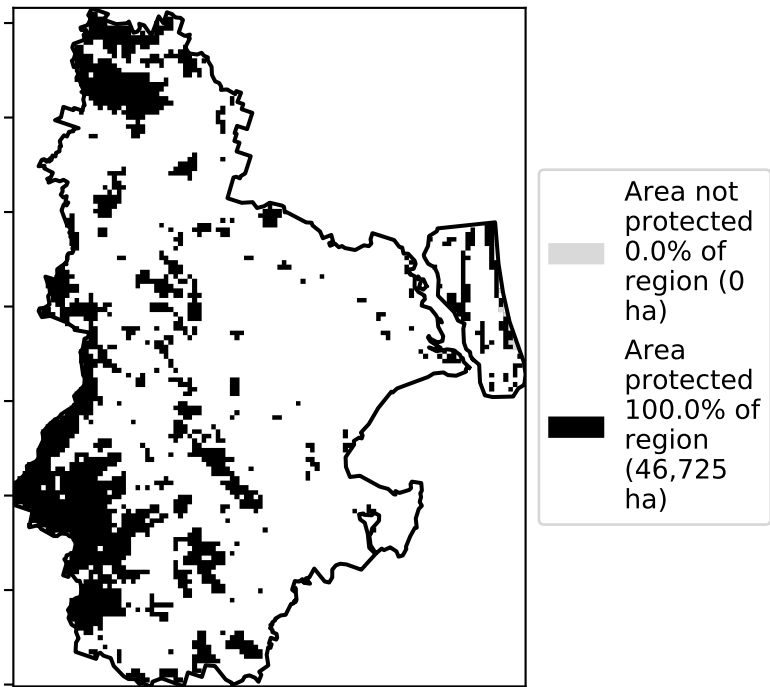 Area not
protected
0.0% of
region (0
ha)
Area
protected
100.0% of
region
(46,725
ha)